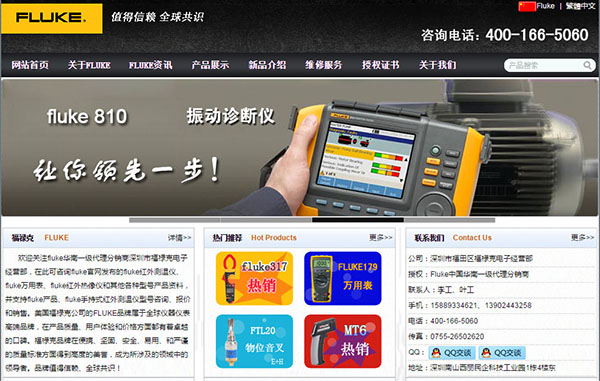 FLUKE.
值得信赖 全球共识
Fluke | 繁體中文
咨询电话：400-166-5060
网站首页 关于FLUKE FLUKE资讯 产品展示 新品介绍 维修服务 授权证书 关于我们
产品搜索
fluke 810 振动诊断仪
让你领先一步！
福禄克 FLUKE 详情>>
欢迎关注fluke华南一级代理分销商深圳市福禄克电子
经营部，在此可咨询fluke官网发布的fluke红外测温仪、
fluke万用表、fluke红外热像仪和其他各种型号产品资料，
并支持fluke产品、fluke手持式红外测温仪型号咨询、报价
和销售。美国福禄克公司的FLUKE品牌属于全球仪器仪表
高端品牌，在产品质量、用户体验和价格方面都有着卓越
的口碑。福禄克品牌在便携、坚固、安全、易用、和严谨
的质量标准方面得到高度的美誉，成为所涉及的领域中的
领导者。品牌值得信赖，全球共识！
热门推荐 Hot Products 更多>>
fluke317
热销
FLUKE179
万用表
FTL20
物位音叉
E+H
MT6
热销
联系我们 Contact Us 更多>>
公司：深圳市福田区福禄克电子经营部
授权：Fluke中国华南一级代理分销商
联系人：李工、叶工
手机：15889334621、13902443258
电话：400-166-5060
传真：0755-26502620
QQ： QQ交谈 QQ交谈
地址：深圳南山西丽民企科技工业园1栋4楼东